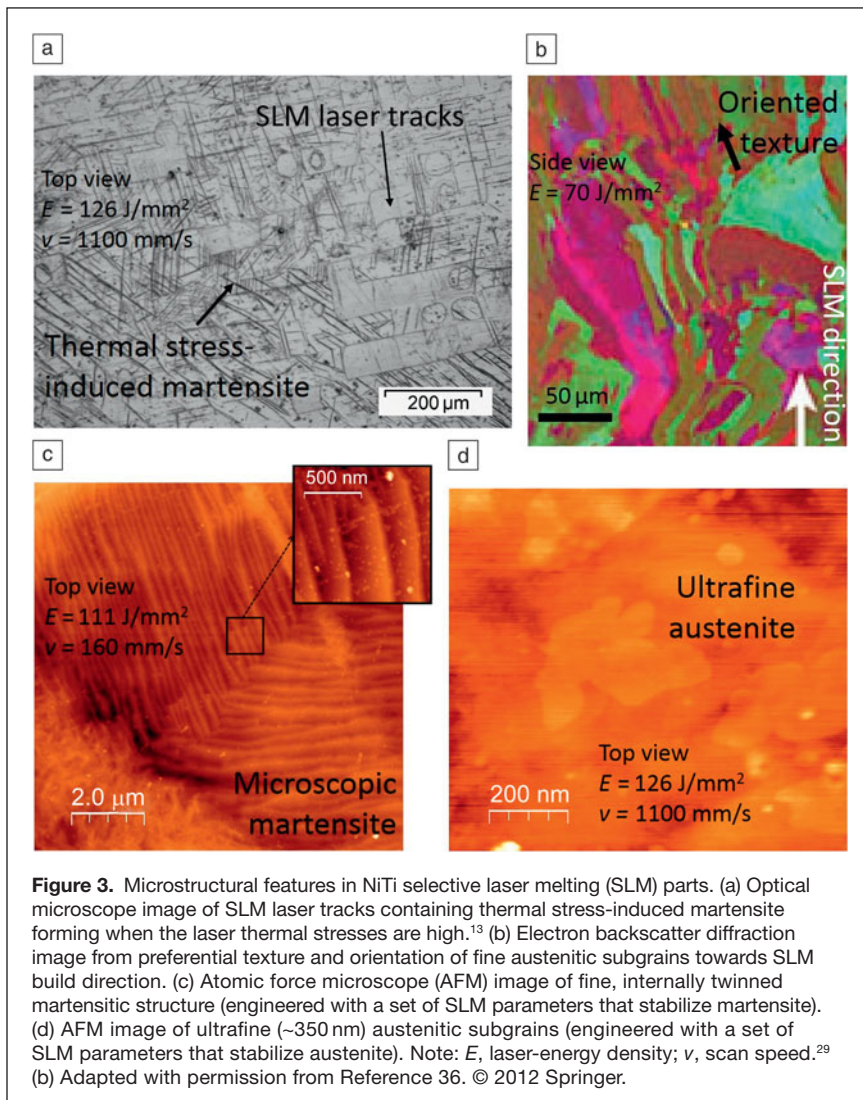 a
SLM laser tracks
Top view
E = 126 J/mm²
v = 1100 mm/s
Thermal stress-
induced martensite
200 µm
b
Oriented
texture
Side view
E = 70 J/mm²
SLM direction
50 µm
c
500 nm
Top view
E = 111 J/mm²
v = 160 mm/s
2.0 µm
Microscopic
martensite
d
Ultrafine
austenite
Top view
E = 126 J/mm²
v = 1100 mm/s
200 nm
Figure 3. Microstructural features in NiTi selective laser melting (SLM) parts. (a) Optical
microscope image of SLM laser tracks containing thermal stress-induced martensite
forming when the laser thermal stresses are high.¹³ (b) Electron backscatter diffraction
image from preferential texture and orientation of fine austenitic subgrains towards SLM
build direction. (c) Atomic force microscope (AFM) image of fine, internally twinned
martensitic structure (engineered with a set of SLM parameters that stabilize martensite).
(d) AFM image of ultrafine (~350 nm) austenitic subgrains (engineered with a set of
SLM parameters that stabilize austenite). Note: E, laser-energy density; v, scan speed.²⁹
(b) Adapted with permission from Reference 36. © 2012 Springer.